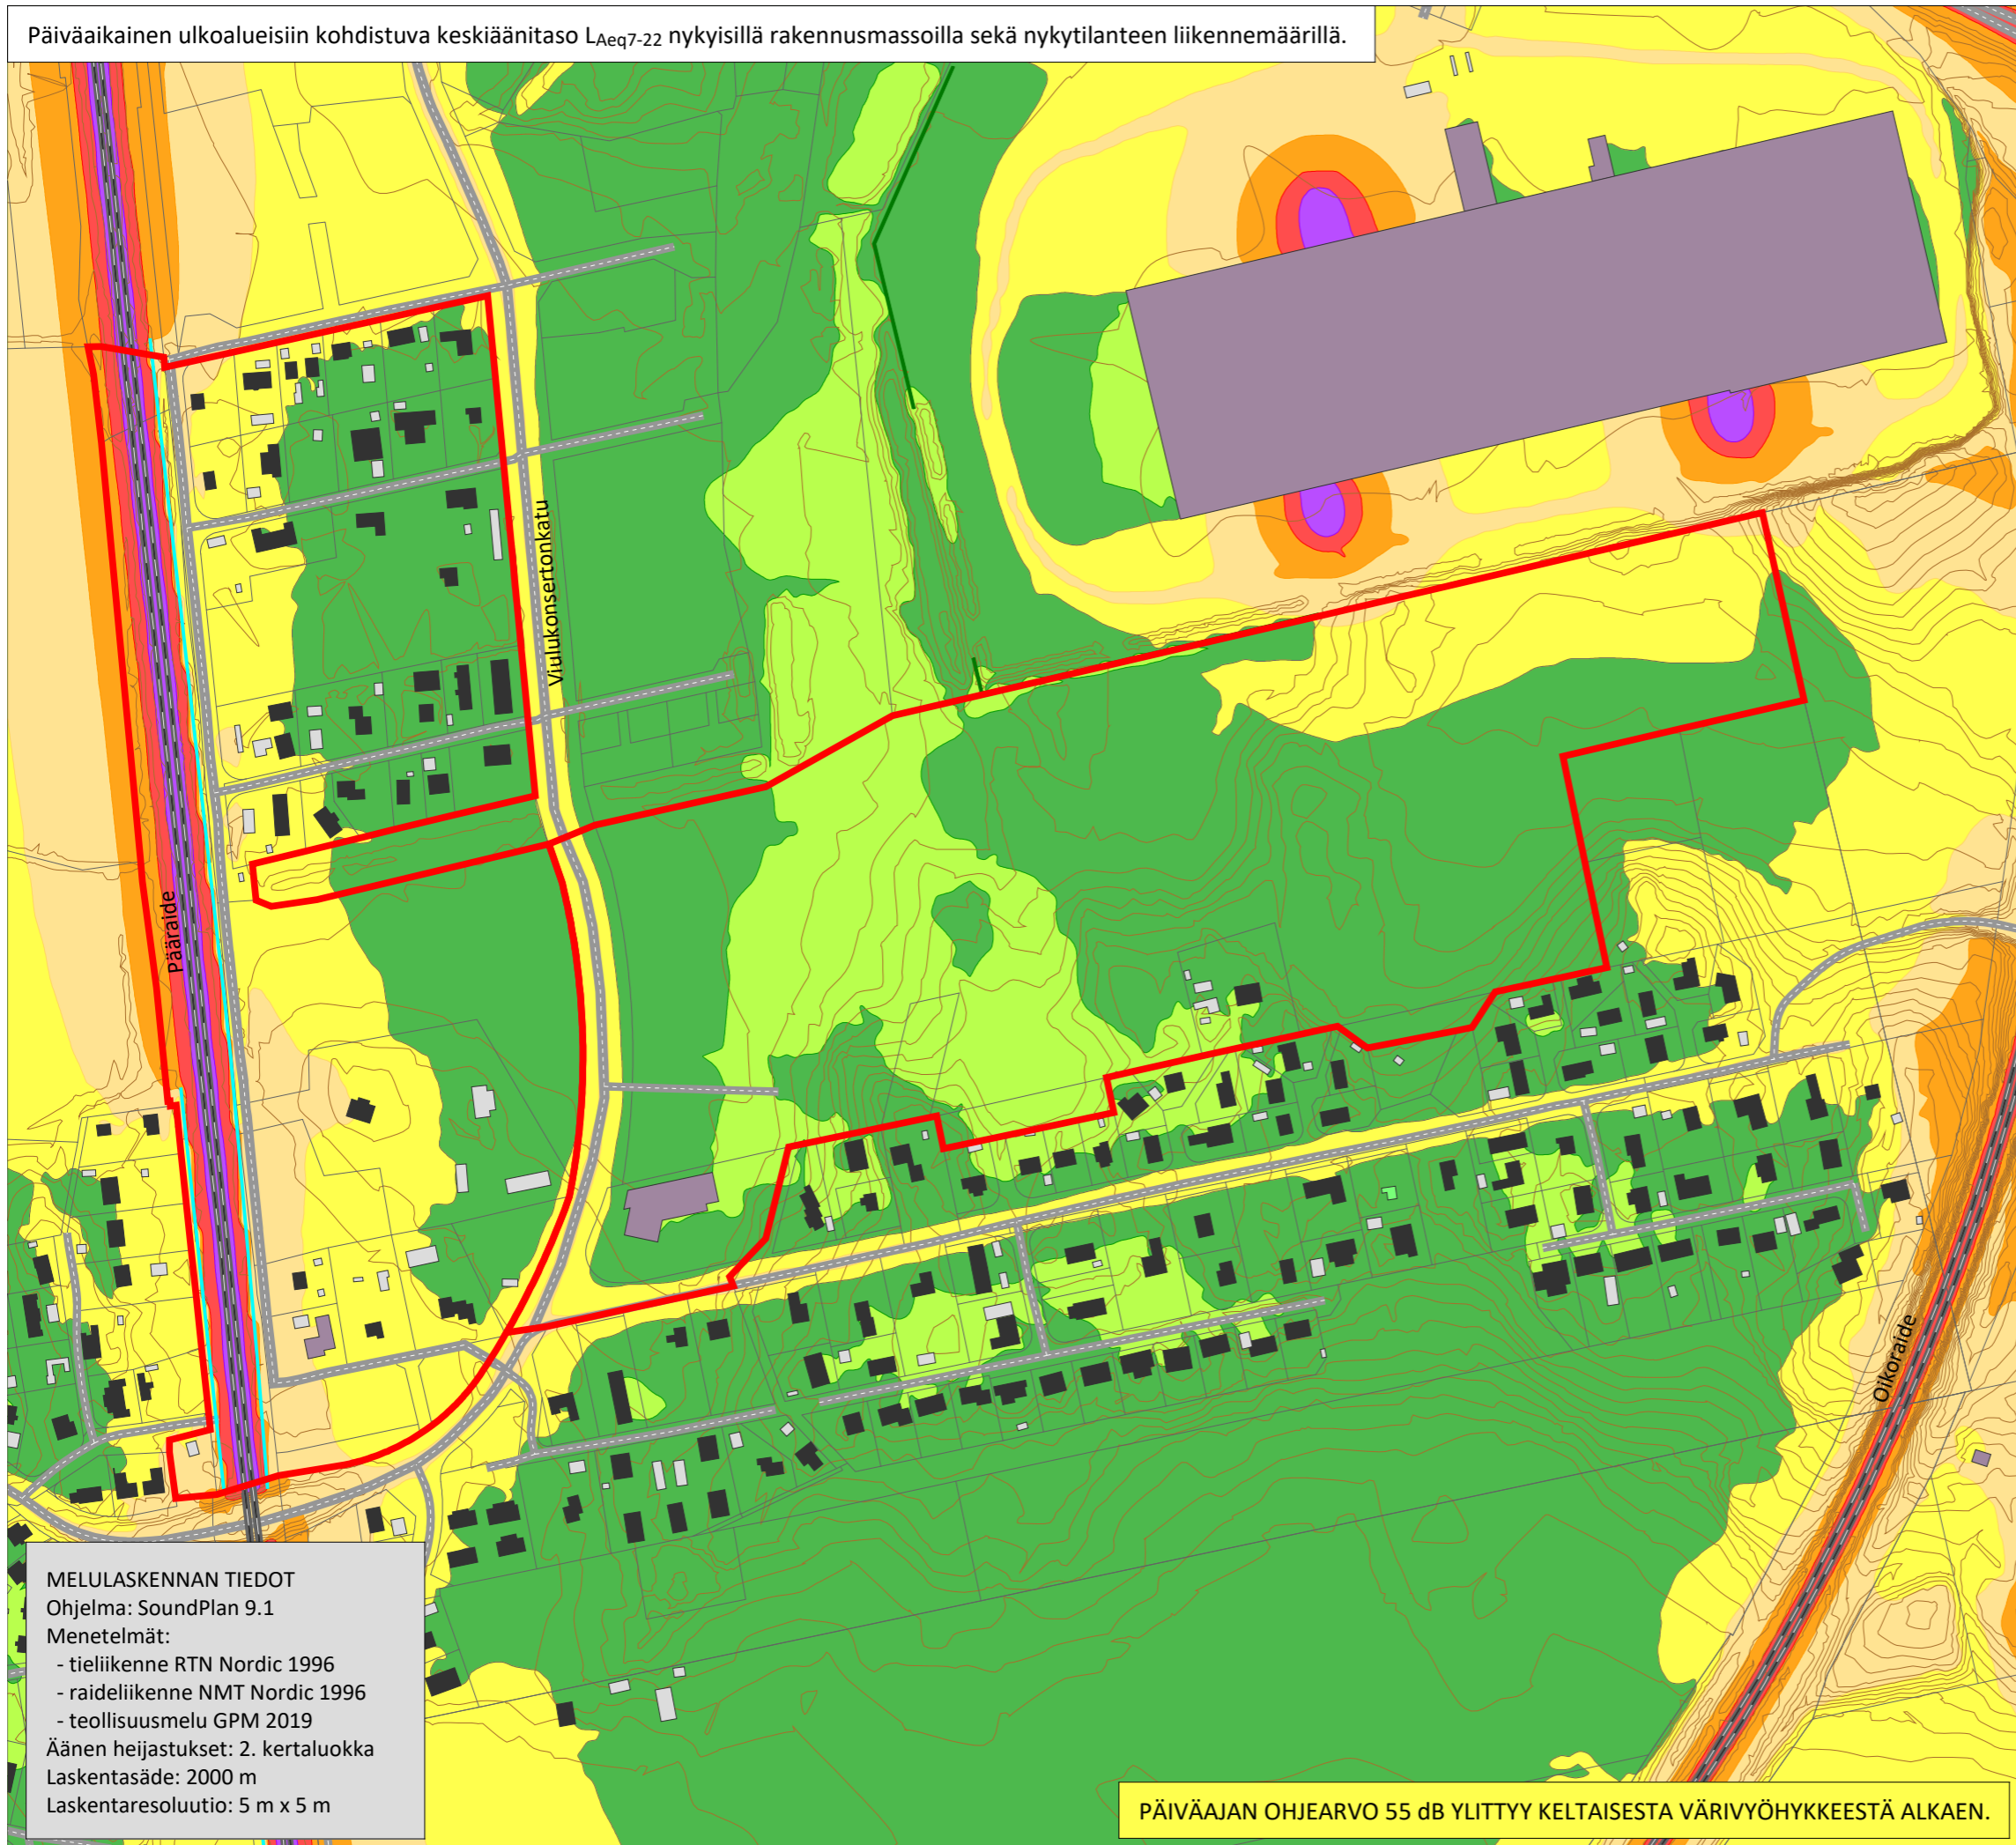 Päiväaikainen ulkoalueisiin kohdistuva keskiäänitaso LAeq7-22 nykyisillä rakennusmassoilla sekä nykytilanteen liikennemäärillä.
Viulukonsertonkatu
Pääraide
Oikoraide
MELULASKENNAN TIEDOT
Ohjelma: SoundPlan 9.1
Menetelmät:
- tieliikenne RTN Nordic 1996
- raideliikenne NMT Nordic 1996
- teollisuusmelu GPM 2019
Äänen heijastukset: 2. kertaluokka
Laskentasäde: 2000 m
Laskentaresoluutio: 5 m x 5 m
PÄIVÄAJAN OHJEARVO 55 dB YLITTYY KELTAISESTA VÄRIVYÖHYKKEESTÄ ALKAEN.